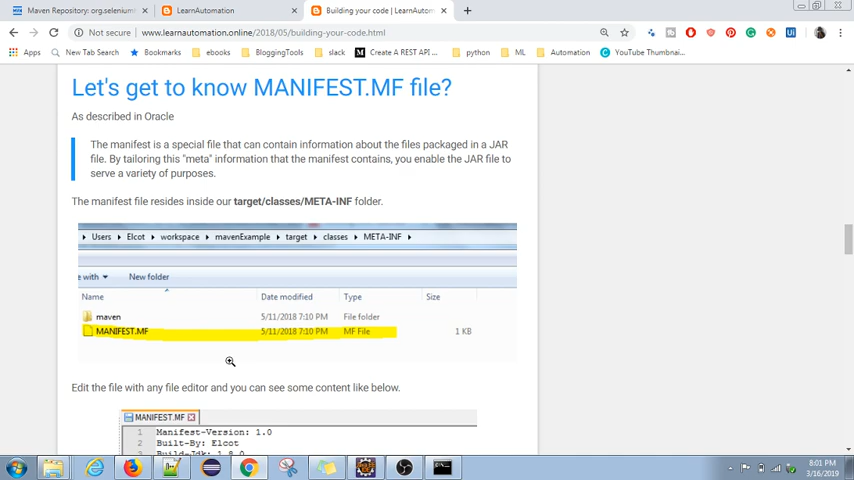 Maven Repository: org.selenium
LearnAutomation
Building your code | LearnAutom
Not secure
www.learnautomation.online/2018/05/building-your-code.html
Apps
New Tab Search
Bookmarks
ebooks
BloggingTools
slack
Create A REST API ...
python
ML
Automation
YouTube Thumbnai...
Let's get to know MANIFEST.MF file?
As described in Oracle
The manifest is a special file that can contain information about the files packaged in a JAR
file. By tailoring this "meta" information that the manifest contains, you enable the JAR file to
serve a variety of purposes.
The manifest file resides inside our target/classes/META-INF folder.
Users Elcot workspace mavenExample target classes META-INF
e with New folder
Name Date modified Type Size
maven 5/11/2018 7:10 PM File folder
MANIFEST.MF 5/11/2018 7:10 PM MF File 1 KB
Edit the file with any file editor and you can see some content like below.
MANIFEST.MF
1 Manifest-Version: 1.0
2 Built-By: Elcot
3 Build-Jdk: 1.8.0
8:01 PM
3/16/2019